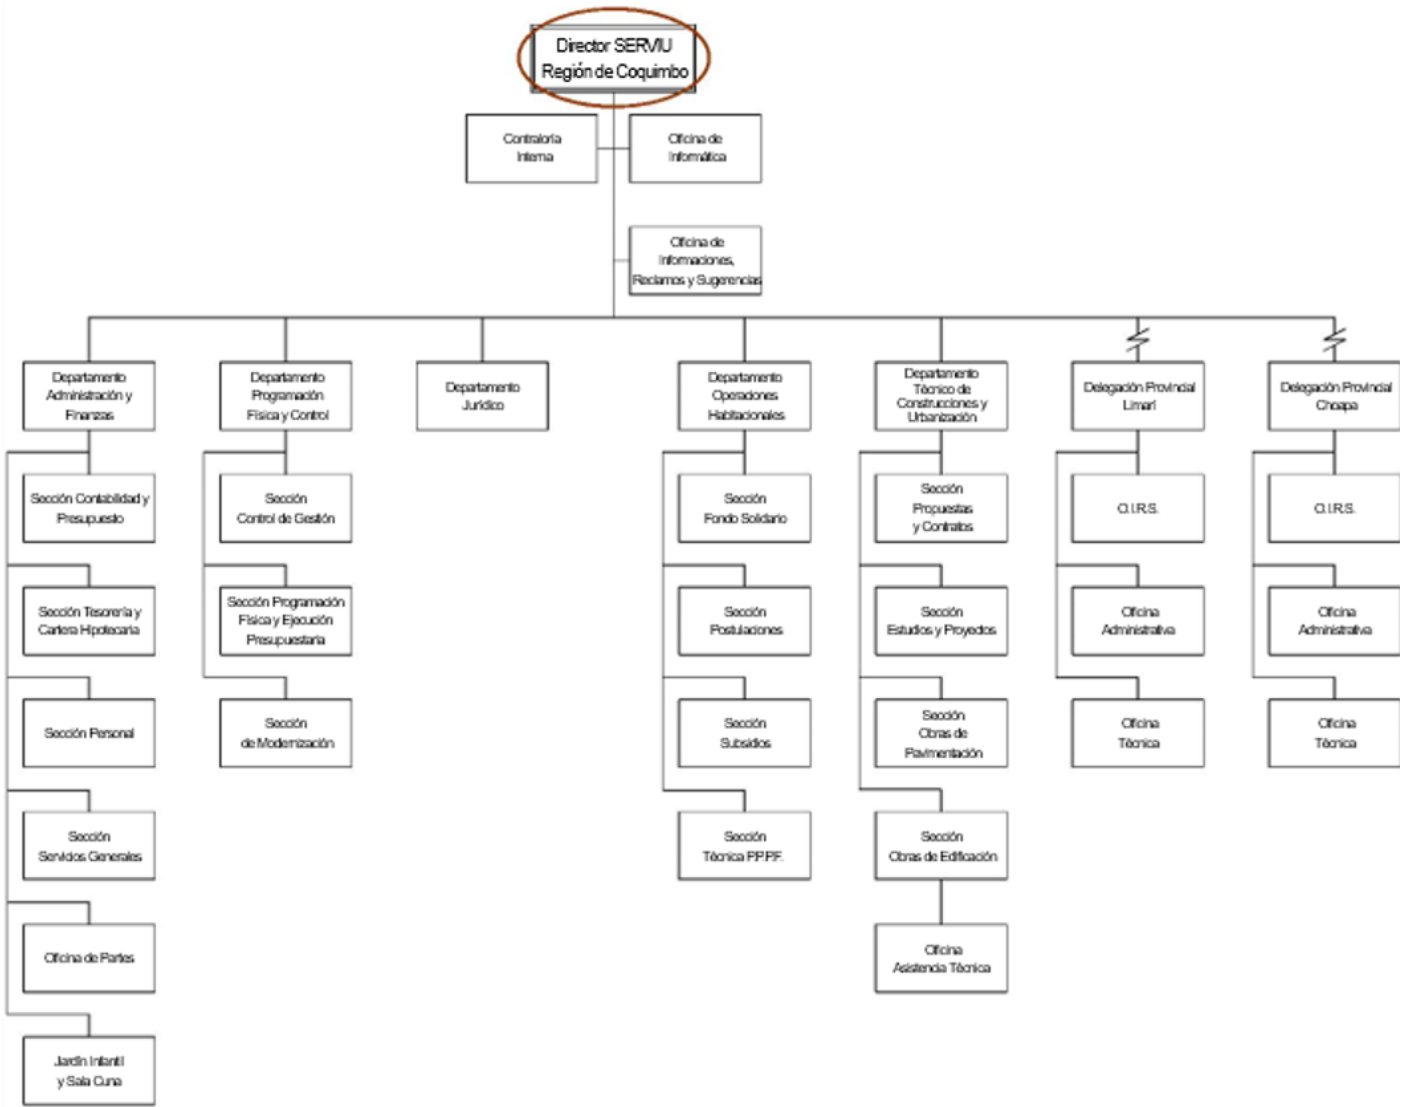 Director SERVIU
Región de Coquimbo
Contraloría
Interna
Oficina de
Informática
Oficina de
Informaciones,
Reclamos y Sugerencias
Departamento
Administración y
Finanzas
Departamento
Programación
Física y Control
Departamento
Jurídico
Departamento
Operaciones
Habitacionales
Departamento
Técnico de
Construcciones y
Urbanización
Delegación Provincial
Limarí
Delegación Provincial
Choapa
Sección Contabilidad y
Presupuesto
Sección
Control de Gestión
Sección
Fondo Solidario
Sección
Propuestas
y Contratos
O.I.R.S.
O.I.R.S.
Sección Tesorería y
Cartera Hipotecaria
Sección Programación
Física y Ejecución
Presupuestaria
Sección
Postulaciones
Sección
Estudios y Proyectos
Oficina
Administrativa
Oficina
Administrativa
Sección Personal
Sección
de Modernización
Sección
Subsidios
Sección
Obras de
Pavimentación
Oficina
Técnica
Oficina
Técnica
Sección
Servicios Generales
Sección
Técnica P.P.P.F.
Sección
Obras de Edificación
Oficina de Partes
Oficina
Asistencia Técnica
Jardín Infantil
y Sala Cuna